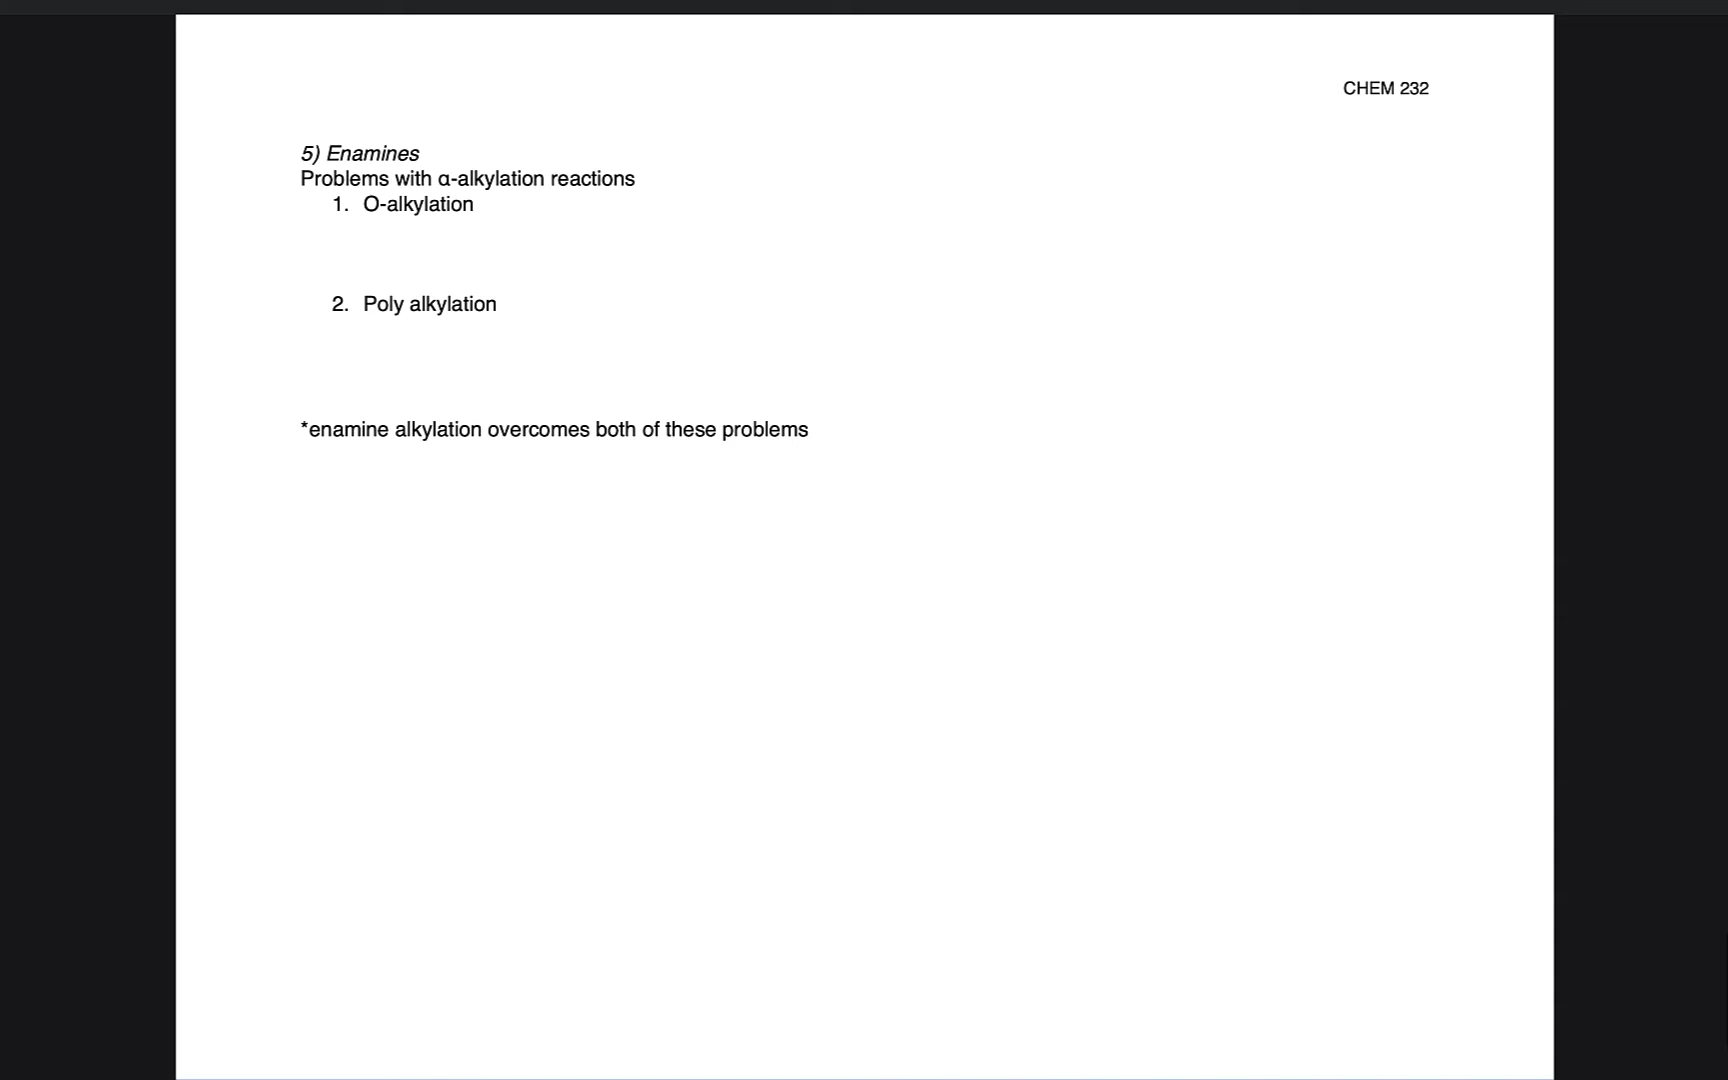 CHEM 232
5) Enamines
Problems with α-alkylation reactions
1. O-alkylation
2. Poly alkylation
*enamine alkylation overcomes both of these problems